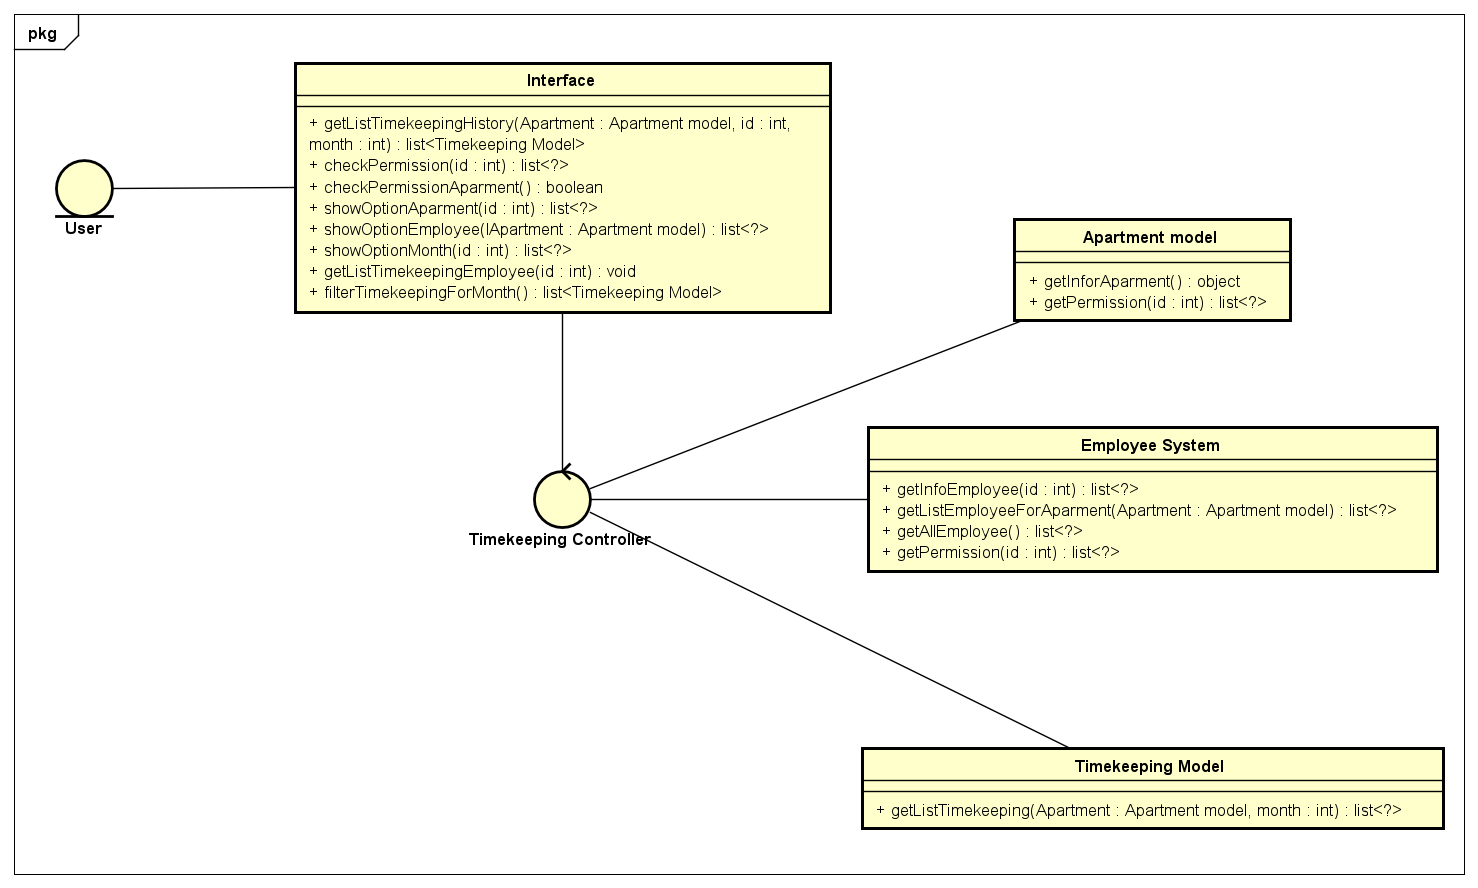 pkg
Interface
+ getListTimekeepingHistory(Apartment : Apartment model, id : int,
month : int) : list<Timekeeping Model>
+ checkPermission(id : int) : list<?>
+ checkPermissionAparment() : boolean
+ showOptionAparment(id : int) : list<?>
+ showOptionEmployee(IApartment : Apartment model) : list<?>
+ showOptionMonth(id : int) : list<?>
+ getListTimekeepingEmployee(id : int) : void
+ filterTimekeepingForMonth() : list<Timekeeping Model>
User
Apartment model
+ getInforAparment() : object
+ getPermission(id : int) : list<?>
Employee System
+ getInfoEmployee(id : int) : list<?>
+ getListEmployeeForAparment(Apartment : Apartment model) : list<?>
+ getAllEmployee() : list<?>
+ getPermission(id : int) : list<?>
Timekeeping Controller
Timekeeping Model
+ getListTimekeeping(Apartment : Apartment model, month : int) : list<?>